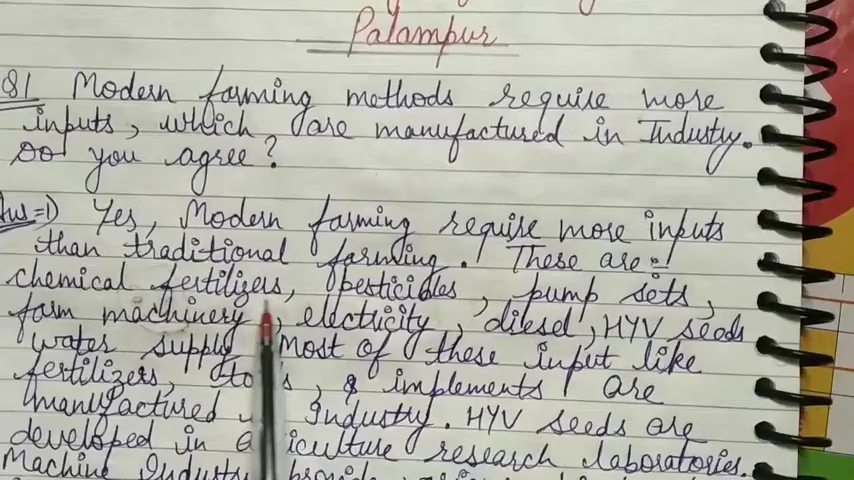 Palampur
Q1 Modern farming methods require more
inputs, which are manufactured in Industry.
Do you agree?
Ans=1) Yes, Modern farming require more inputs
than traditional farming. These are:-
chemical fertilizers, pesticides, pump sets,
farm machinery, electricity, diesel, HYV seeds
water supply Most of these input like
fertilizers, & implements are
manufactured Industry. HYV seeds are
developed in research laboratories.
Machine Industry provide